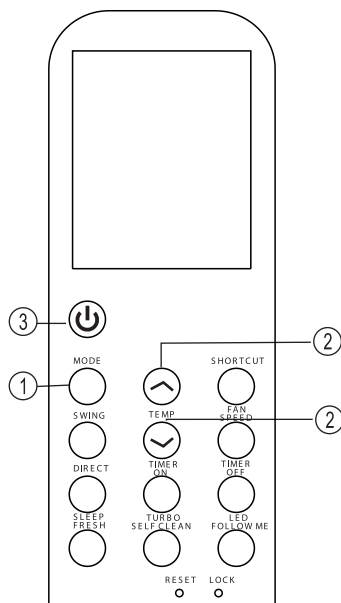 3
2
MODE
SHORTCUT
1
SWING
TEMP
FAN
SPEED
2
DIRECT
TIMER
ON
TIMER
OFF
SLEEP
FRESH
TURBO
SELF CLEAN
LED
FOLLOW ME
RESET
LOCK